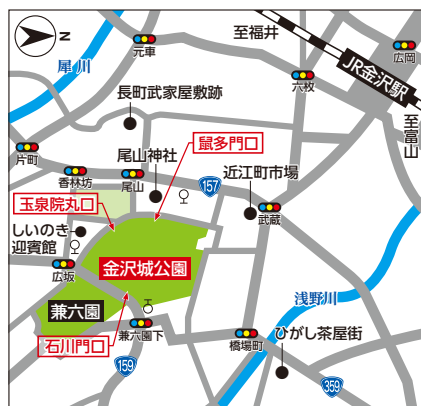 N
犀川
元車
至福井
広岡
JR金沢駅
六枚
至富山
長町武家屋敷跡
鼠多門口
片町
尾山神社
近江町市場
香林坊
尾山
157
武蔵
玉泉院丸口
しいのき
迎賓館
金沢城公園
広坂
浅野川
兼六園
兼六園下
橋場町
ひがし茶屋街
石川門口
159
359